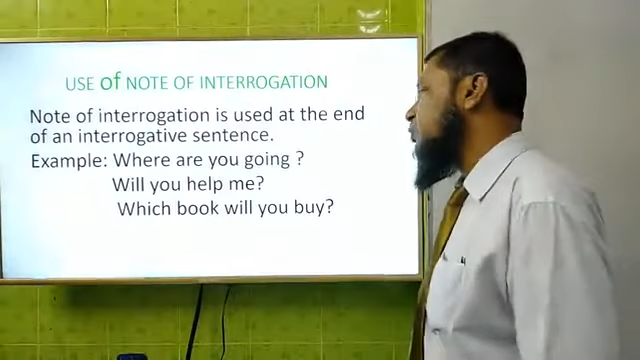 USE of NOTE OF INTERROGATION
Note of interrogation is used at the end
of an interrogative sentence.
Example: Where are you going ?
Will you help me?
Which book will you buy?